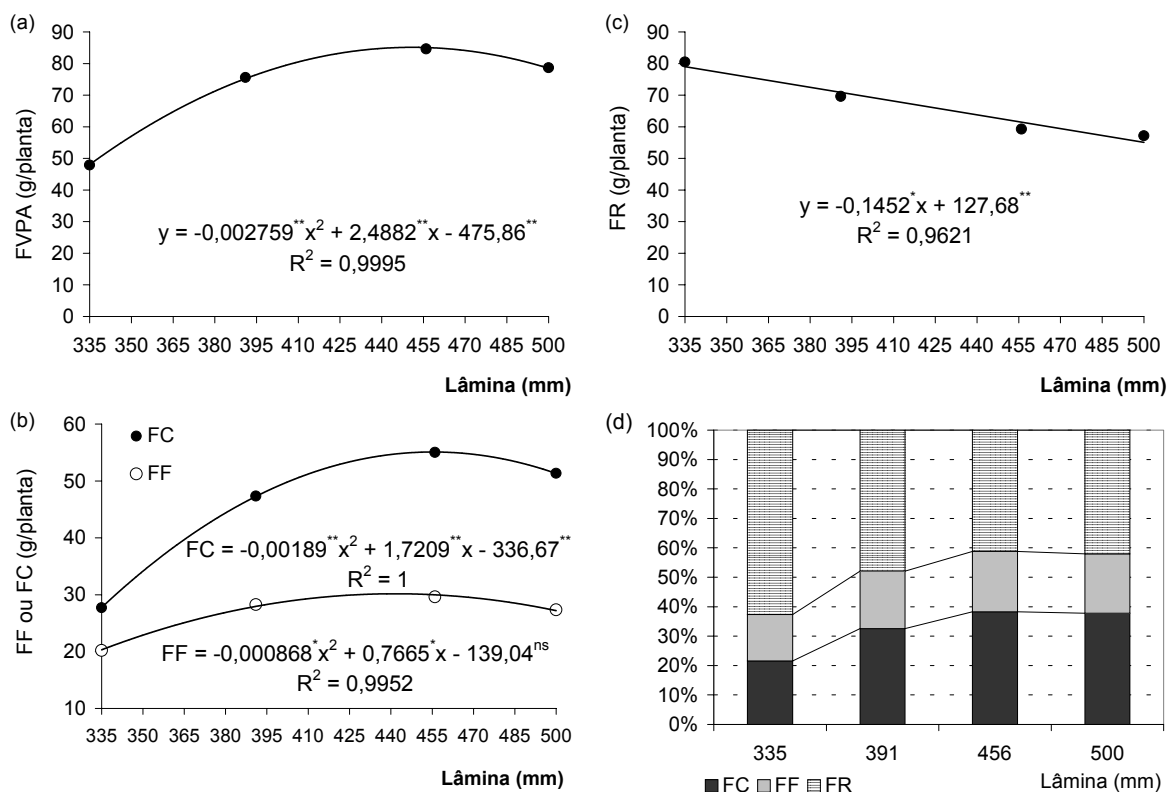 (a)
90
80
70
60
50
40
30
20
10
0
FVPA (g/planta)
y = -0,002759**x² + 2,4882**x - 475,86**
R² = 0,9995
335 350 365 380 395 410 425 440 455 470 485 500
Lâmina (mm)
(c)
90
80
70
60
50
40
30
20
10
0
FR (g/planta)
y = -0,1452*x + 127,68**
R² = 0,9621
335 350 365 380 395 410 425 440 455 470 485 500
Lâmina (mm)
(b)
60
50
40
30
20
10
FF ou FC (g/planta)
FC
FF
FC = -0,00189**x² + 1,7209**x - 336,67**
R² = 1
FF = -0,000868*x² + 0,7665*x - 139,04ns
R² = 0,9952
335 350 365 380 395 410 425 440 455 470 485 500
Lâmina (mm)
(d)
100%
90%
80%
70%
60%
50%
40%
30%
20%
10%
0%
335 391 456 500
FC FF FR Lâmina (mm)